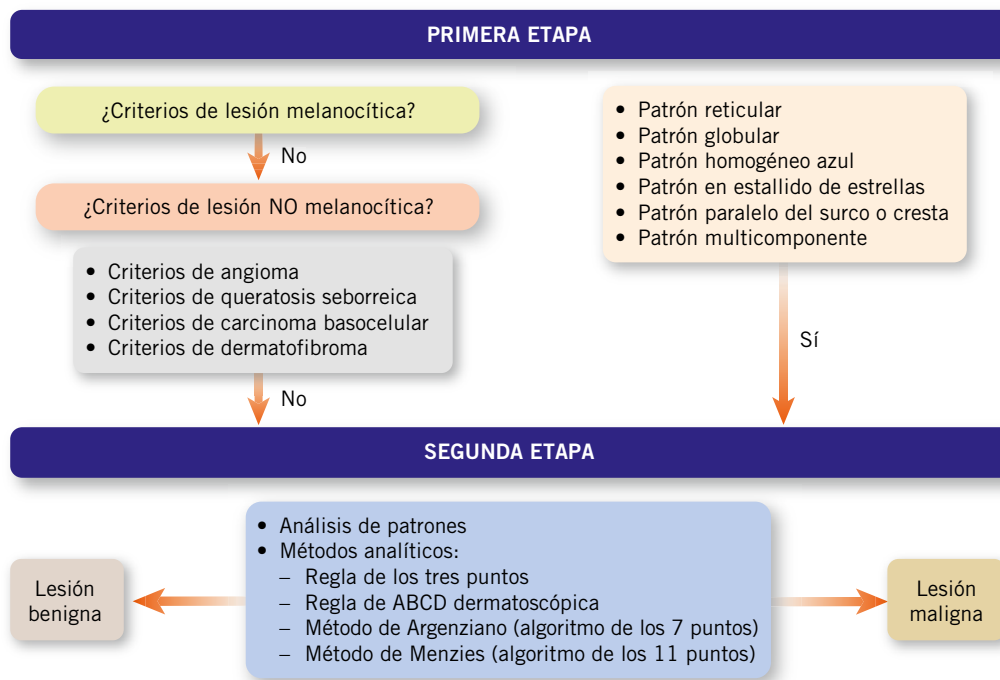 PRIMERA ETAPA
¿Criterios de lesión melanocítica?
No
¿Criterios de lesión NO melanocítica?
• Criterios de angioma
• Criterios de queratosis seborreica
• Criterios de carcinoma basocelular
• Criterios de dermatofibroma
No
• Patrón reticular
• Patrón globular
• Patrón homogéneo azul
• Patrón en estallido de estrellas
• Patrón paralelo del surco o cresta
• Patrón multicomponente
Sí
SEGUNDA ETAPA
• Análisis de patrones
• Métodos analíticos:
– Regla de los tres puntos
– Regla de ABCD dermatoscópica
– Método de Argenziano (algoritmo de los 7 puntos)
– Método de Menzies (algoritmo de los 11 puntos)
Lesión
benigna
Lesión
maligna